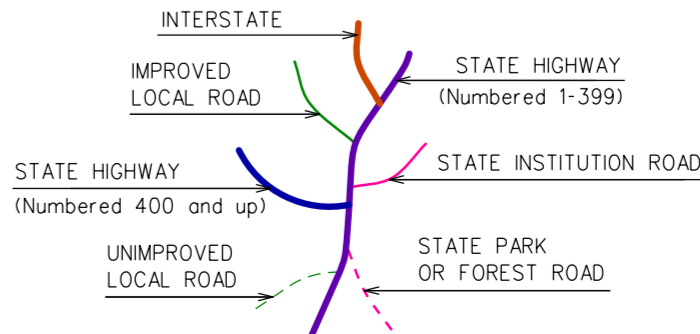 INTERSTATE
STATE HIGHWAY
(Numbered 1-399)
IMPROVED
LOCAL ROAD
STATE INSTITUTION ROAD
STATE HIGHWAY
(Numbered 400 and up)
UNIMPROVED
LOCAL ROAD
STATE PARK
OR FOREST ROAD